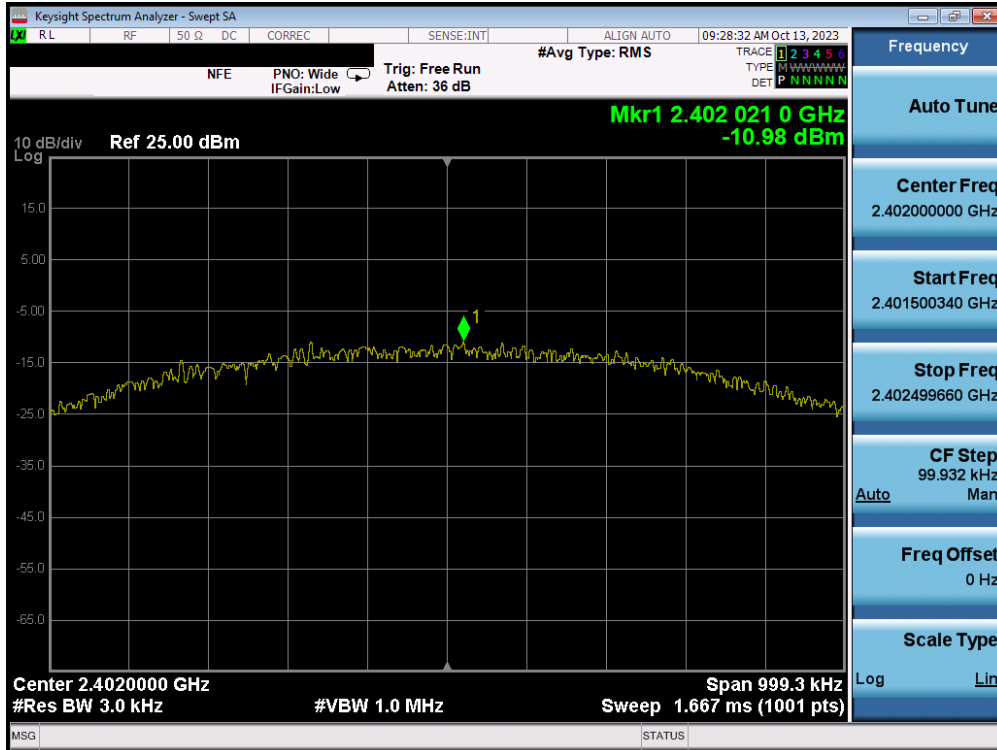 Keysight Spectrum Analyzer - Swept SA
LXI RL RF 50 Ω DC CORREC SENSE:INT ALIGN AUTO 09:28:32 AM Oct 13, 2023
#Avg Type: RMS TRACE 1 2 3 4 5 6
NFE PNO: Wide Trig: Free Run TYPE M WWWWW
IFGain:Low Atten: 36 dB DET P N N N N N
Mkr1 2.402 021 0 GHz
-10.98 dBm
10 dB/div Ref 25.00 dBm
Log
15.0
5.00
-5.00
1
-15.0
-25.0
-35.0
-45.0
-55.0
-65.0
Center 2.4020000 GHz Span 999.3 kHz
#Res BW 3.0 kHz #VBW 1.0 MHz Sweep 1.667 ms (1001 pts)
MSG STATUS
Frequency
Auto Tune
Center Freq
2.402000000 GHz
Start Freq
2.401500340 GHz
Stop Freq
2.402499660 GHz
CF Step
99.932 kHz
Auto Man
Freq Offset
0 Hz
Scale Type
Log Lin